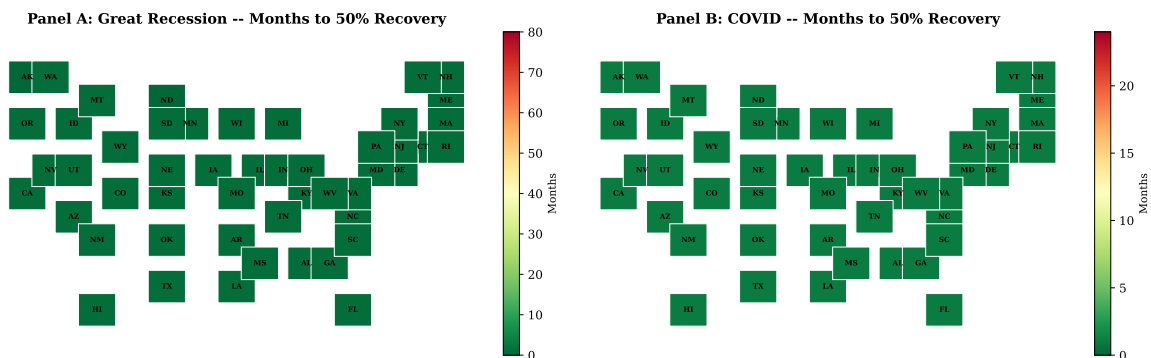 Panel A: Great Recession -- Months to 50% Recovery
AK WA
VT NH
MT
ND
ME
OR
ID
SD
MN
WI
MI
NY
MA
WY
PA
NJ
CT
RI
NV
UT
NE
IA
IL
IN
OH
MD
DE
CA
CO
KS
MO
KY
WV
VA
AZ
TN
NC
NM
OK
AR
SC
MS
AL
GA
TX
LA
HI
FL
80
70
60
50
40
30
20
10
0
Months
Panel B: COVID -- Months to 50% Recovery
AK WA
VT NH
MT
ND
ME
OR
ID
SD
MN
WI
MI
NY
MA
WY
PA
NJ
CT
RI
NV
UT
NE
IA
IL
IN
OH
MD
DE
CA
CO
KS
MO
KY
WV
VA
AZ
TN
NC
NM
OK
AR
SC
MS
AL
GA
TX
LA
HI
FL
20
15
10
5
0
Months